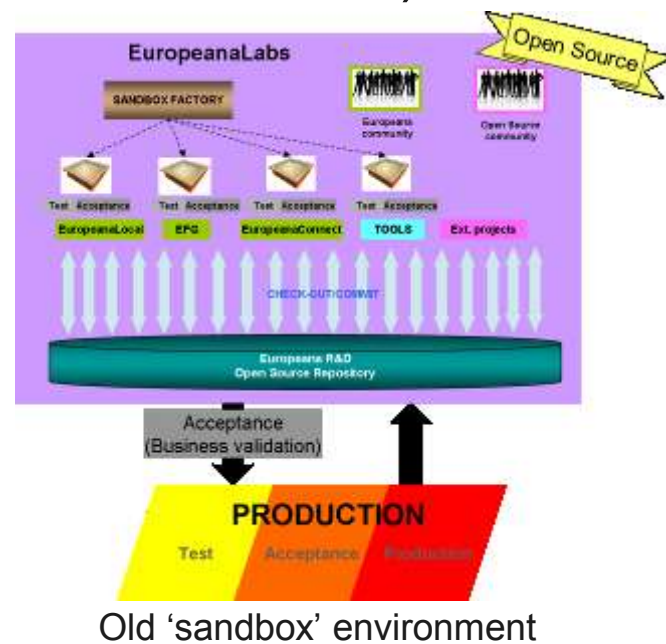 Open Source
EuropeanaLabs
SANDBOX FACTORY
Europeana
community
Open Source
community
Test Acceptance Test Acceptance Test Acceptance Test Acceptance
EuropeanaLocal EFG EuropeanaConnect TOOLS Ext. projects
CHECK-OUT/COMMIT
Europeana R&D
Open Source Repository
Acceptance
(Business validation)
PRODUCTION
Test Acceptance Production
Old ‘sandbox’ environment